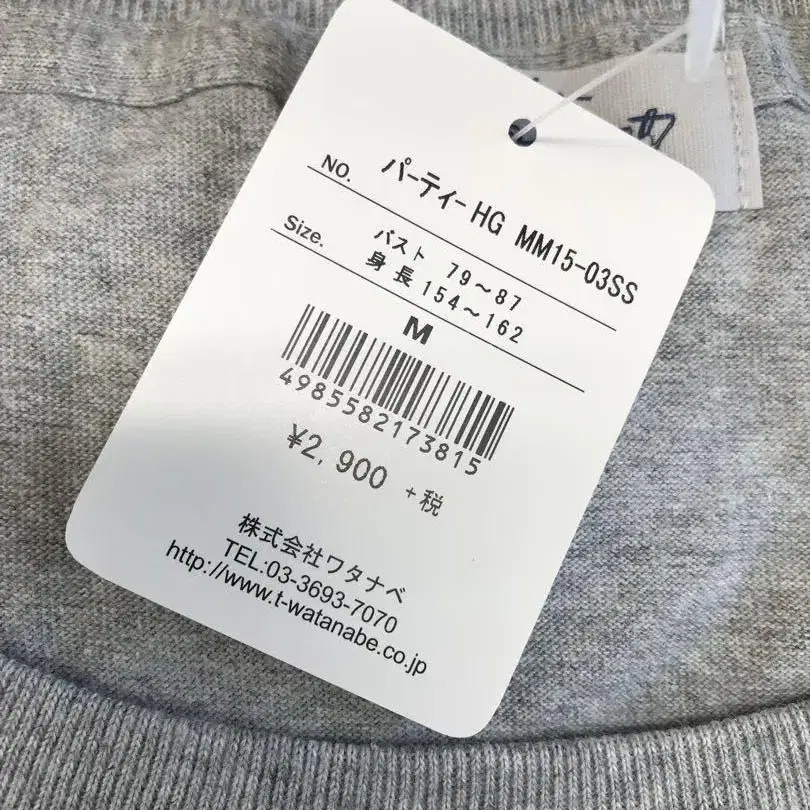 NO. パーティーHG MM15-03SS
Size. バスト 79～87
身長 154～162
M
4985582173815
¥2,900 +税
株式会社ワタナベ
TEL:03-3693-7070
http://www.t-watanabe.co.jp